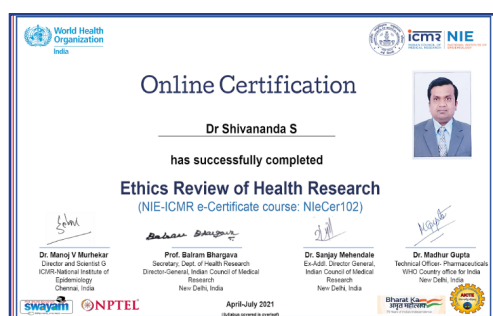 World Health
Organization
India
icmr NIE
INDIAN COUNCIL OF
MEDICAL RESEARCH
NATIONAL INSTITUTE OF
EPIDEMIOLOGY
Online Certification
Dr Shivananda S
has successfully completed
Ethics Review of Health Research
(NIE-ICMR e-Certificate course: NIeCer102)
Dr. Manoj V Murhekar
Director and Scientist G
ICMR-National Institute of
Epidemiology
Chennai, India
Prof. Balram Bhargava
Secretary, Dept. of Health Research
Director-General, Indian Council of Medical
Research
New Delhi, India
Dr. Sanjay Mehendale
Ex-Addl. Director General,
Indian Council of Medical
Research
New Delhi, India
Dr. Madhur Gupta
Technical Officer- Pharmaceuticals
WHO Country office for India
New Delhi, India
swayam
NPTEL
April-July 2021
(Syllabus covered is overleaf)
Bharat Ka
अमृत महोत्सव
AICTE